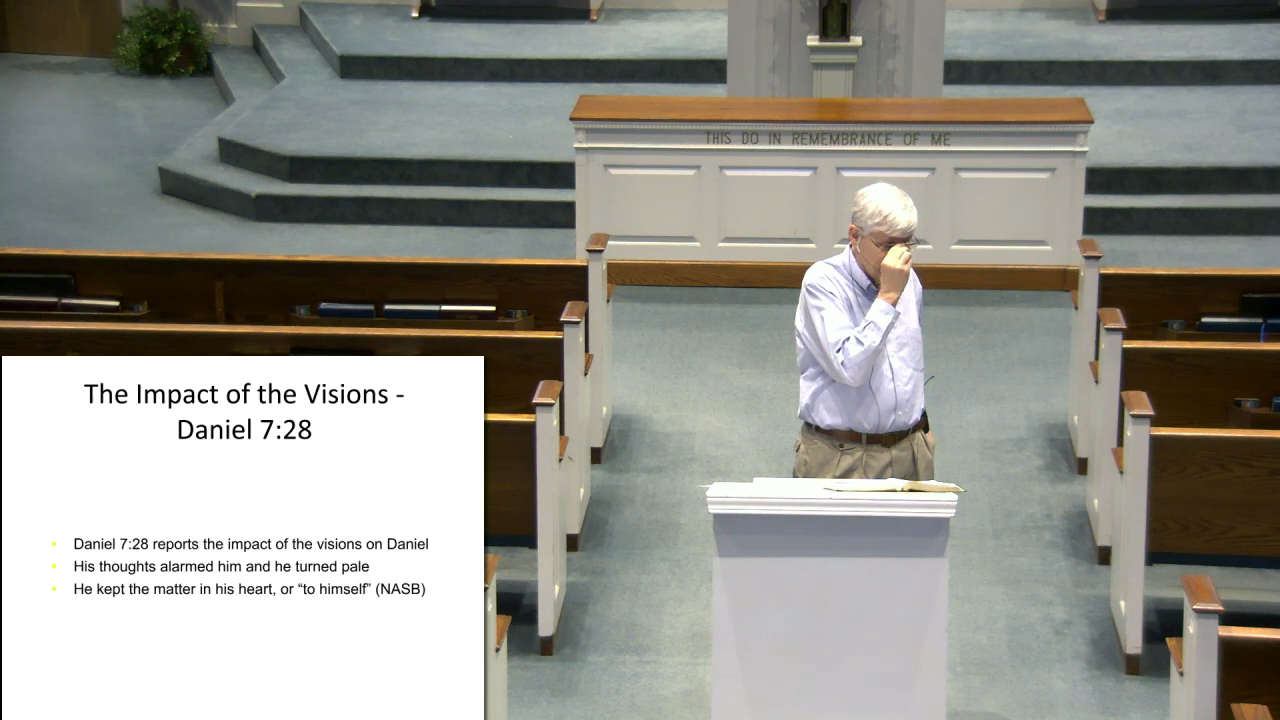 THIS DO IN REMEMBRANCE OF ME
The Impact of the Visions -
Daniel 7:28
• Daniel 7:28 reports the impact of the visions on Daniel
• His thoughts alarmed him and he turned pale
• He kept the matter in his heart, or “to himself” (NASB)